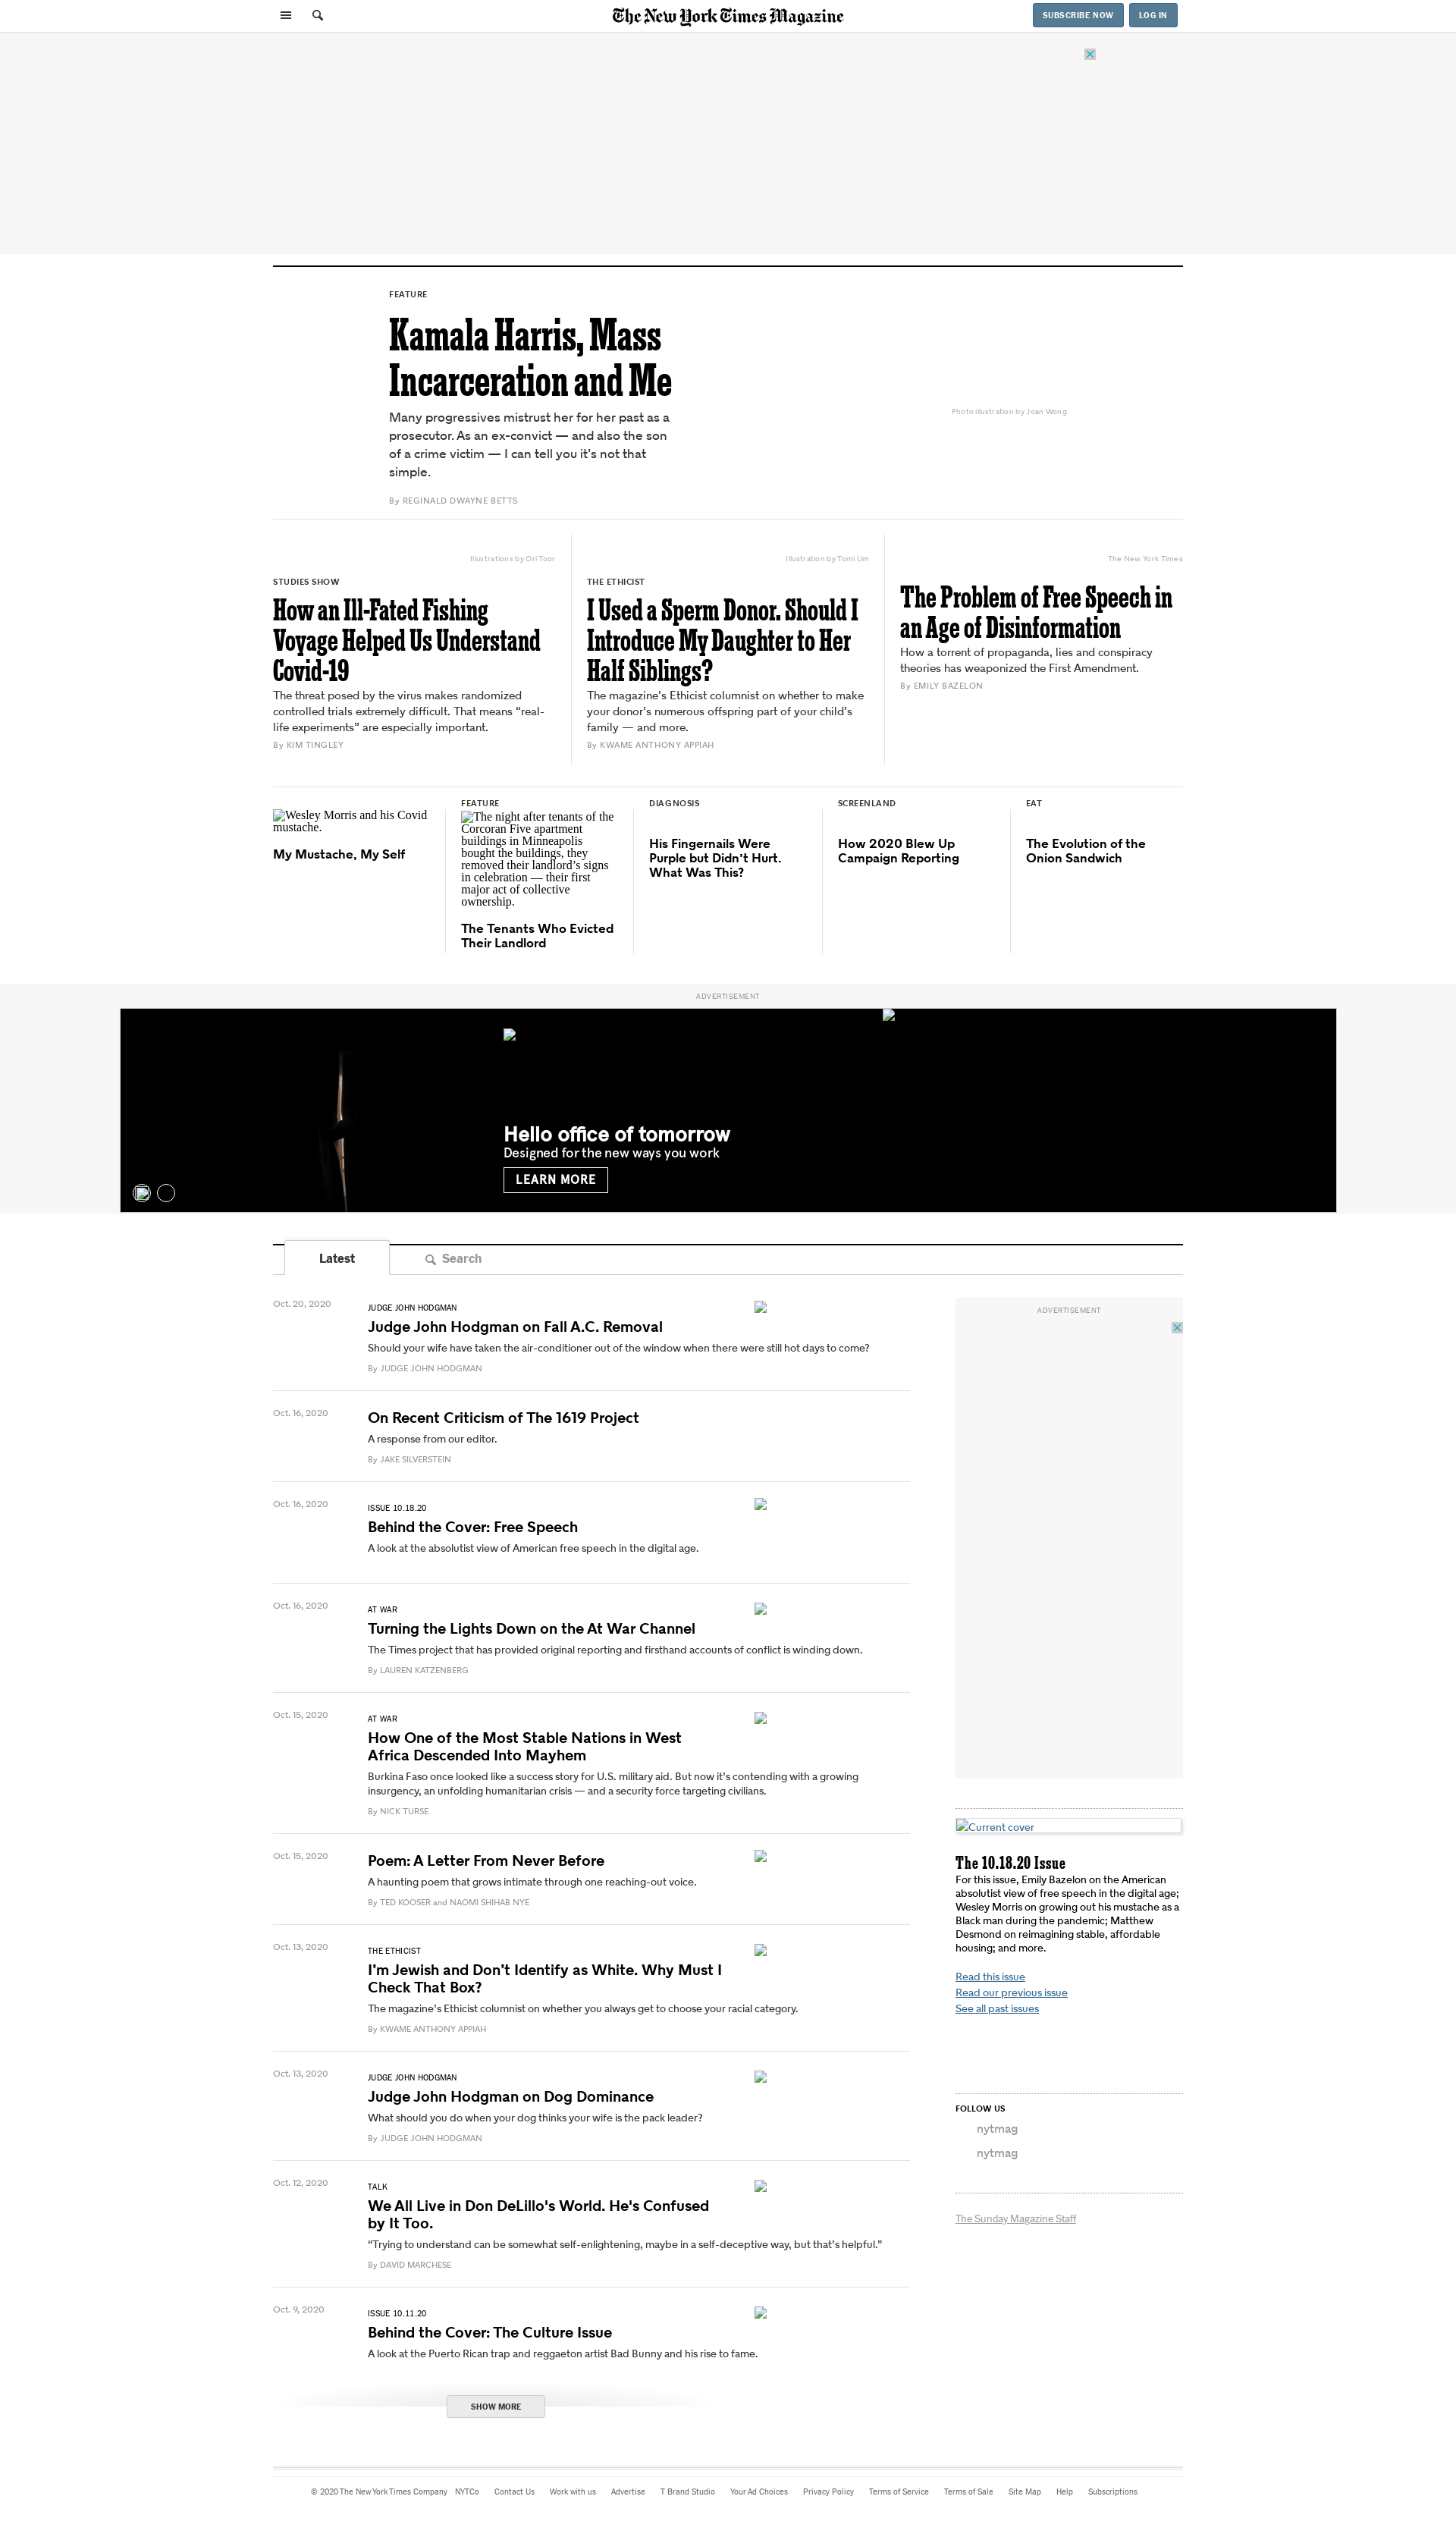 The New York Times Magazine
SUBSCRIBE NOW
LOG IN
FEATURE
Kamala Harris, Mass
Incarceration and Me
Many progressives mistrust her for her past as a
prosecutor. As an ex-convict — and also the son
of a crime victim — I can tell you it’s not that
simple.
By REGINALD DWAYNE BETTS
Photo illustration by Joan Wong
Illustrations by Ori Toor
STUDIES SHOW
How an Ill-Fated Fishing
Voyage Helped Us Understand
Covid-19
The threat posed by the virus makes randomized
controlled trials extremely difficult. That means “real-
life experiments” are especially important.
By KIM TINGLEY
Illustration by Tomi Um
THE ETHICIST
I Used a Sperm Donor. Should I
Introduce My Daughter to Her
Half Siblings?
The magazine’s Ethicist columnist on whether to make
your donor’s numerous offspring part of your child’s
family — and more.
By KWAME ANTHONY APPIAH
The New York Times
The Problem of Free Speech in
an Age of Disinformation
How a torrent of propaganda, lies and conspiracy
theories has weaponized the First Amendment.
By EMILY BAZELON
Wesley Morris and his Covid
mustache.
My Mustache, My Self
FEATURE
The night after tenants of the
Corcoran Five apartment
buildings in Minneapolis
bought the buildings, they
removed their landlord’s signs
in celebration — their first
major act of collective
ownership.
The Tenants Who Evicted
Their Landlord
DIAGNOSIS
His Fingernails Were
Purple but Didn’t Hurt.
What Was This?
SCREENLAND
How 2020 Blew Up
Campaign Reporting
EAT
The Evolution of the
Onion Sandwich
ADVERTISEMENT
Hello office of tomorrow
Designed for the new ways you work
LEARN MORE
Latest
Search
Oct. 20, 2020
JUDGE JOHN HODGMAN
Judge John Hodgman on Fall A.C. Removal
Should your wife have taken the air-conditioner out of the window when there were still hot days to come?
By JUDGE JOHN HODGMAN
Oct. 16, 2020
On Recent Criticism of The 1619 Project
A response from our editor.
By JAKE SILVERSTEIN
Oct. 16, 2020
ISSUE 10.18.20
Behind the Cover: Free Speech
A look at the absolutist view of American free speech in the digital age.
Oct. 16, 2020
AT WAR
Turning the Lights Down on the At War Channel
The Times project that has provided original reporting and firsthand accounts of conflict is winding down.
By LAUREN KATZENBERG
Oct. 15, 2020
AT WAR
How One of the Most Stable Nations in West
Africa Descended Into Mayhem
Burkina Faso once looked like a success story for U.S. military aid. But now it’s contending with a growing
insurgency, an unfolding humanitarian crisis — and a security force targeting civilians.
By NICK TURSE
Oct. 15, 2020
Poem: A Letter From Never Before
A haunting poem that grows intimate through one reaching-out voice.
By TED KOOSER and NAOMI SHIHAB NYE
Oct. 13, 2020
THE ETHICIST
I’m Jewish and Don’t Identify as White. Why Must I
Check That Box?
The magazine’s Ethicist columnist on whether you always get to choose your racial category.
By KWAME ANTHONY APPIAH
Oct. 13, 2020
JUDGE JOHN HODGMAN
Judge John Hodgman on Dog Dominance
What should you do when your dog thinks your wife is the pack leader?
By JUDGE JOHN HODGMAN
Oct. 12, 2020
TALK
We All Live in Don DeLillo's World. He's Confused
by It Too.
“Trying to understand can be somewhat self-enlightening, maybe in a self-deceptive way, but that’s helpful.”
By DAVID MARCHESE
Oct. 9, 2020
ISSUE 10.11.20
Behind the Cover: The Culture Issue
A look at the Puerto Rican trap and reggaeton artist Bad Bunny and his rise to fame.
SHOW MORE
ADVERTISEMENT
Current cover
The 10.18.20 Issue
For this issue, Emily Bazelon on the American
absolutist view of free speech in the digital age;
Wesley Morris on growing out his mustache as a
Black man during the pandemic; Matthew
Desmond on reimagining stable, affordable
housing; and more.
Read this issue
Read our previous issue
See all past issues
FOLLOW US
nytmag
nytmag
The Sunday Magazine Staff
© 2020 The New York Times Company NYTCo Contact Us Work with us Advertise T Brand Studio Your Ad Choices Privacy Policy Terms of Service Terms of Sale Site Map Help Subscriptions